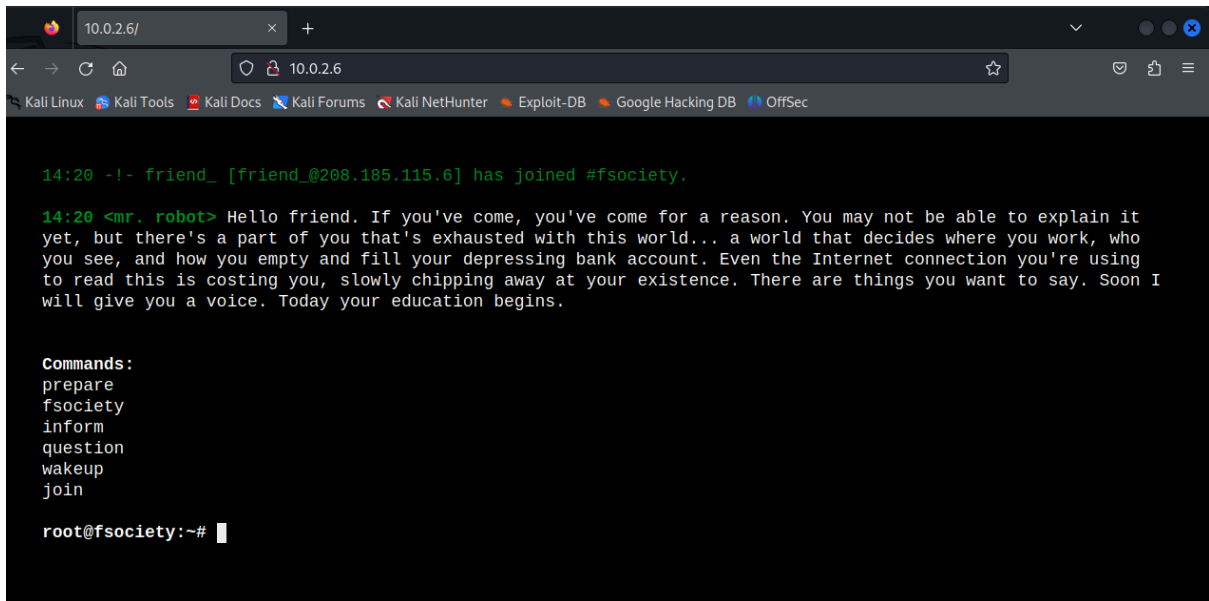 10.0.2.6/
10.0.2.6
Kali Linux Kali Tools Kali Docs Kali Forums Kali NetHunter Exploit-DB Google Hacking DB OffSec
14:20 -!- friend_ [friend_@208.185.115.6] has joined #fsociety.
14:20 <mr. robot> Hello friend. If you've come, you've come for a reason. You may not be able to explain it
yet, but there's a part of you that's exhausted with this world... a world that decides where you work, who
you see, and how you empty and fill your depressing bank account. Even the Internet connection you're using
to read this is costing you, slowly chipping away at your existence. There are things you want to say. Soon I
will give you a voice. Today your education begins.
Commands:
prepare
fsociety
inform
question
wakeup
join
root@fsociety:~#